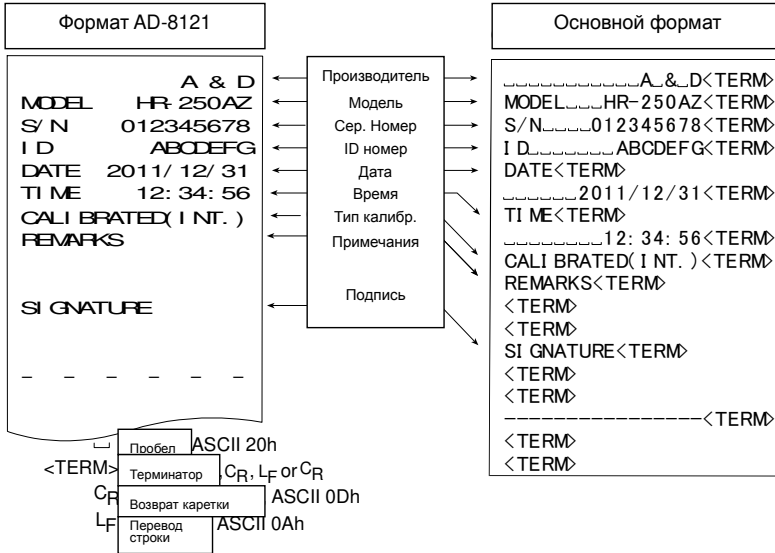 Формат AD-8121
Основной формат
A & D
MODEL HR-250AZ
S/N 012345678
ID ABCDEFG
DATE 2011/12/31
TIME 12:34:56
CALIBRATED(INT.)
REMARKS
SIGNATURE
_ _ _ _ _ _
Производитель
Модель
Сер. Номер
ID номер
Дата
Время
Тип калибр.
Примечания
Подпись
␣␣␣␣␣␣␣␣␣␣␣A␣&␣D<TERM>
MODEL␣␣␣HR-250AZ<TERM>
S/N␣␣␣␣012345678<TERM>
ID␣␣␣␣␣␣␣ABCDEFG<TERM>
DATE<TERM>
␣␣␣␣␣␣2011/12/31<TERM>
TIME<TERM>
␣␣␣␣␣␣␣␣12:34:56<TERM>
CALIBRATED(INT.)<TERM>
REMARKS<TERM>
<TERM>
<TERM>
SIGNATURE<TERM>
<TERM>
<TERM>
----------------<TERM>
<TERM>
<TERM>
␣ Пробел ASCII 20h
<TERM> Терминатор ,CR, LF or CR
CR Возврат каретки ASCII 0Dh
LF Перевод строки ASCII 0Ah